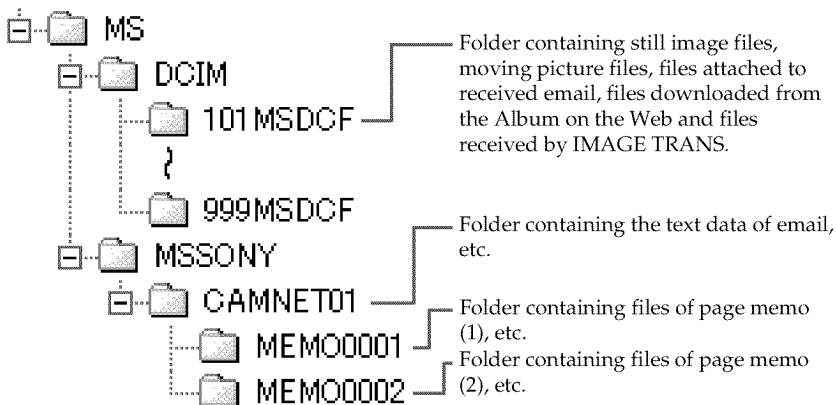 MS
DCIM
101MSDCF
999MSDCF
MSSONY
CAMNET01
MEMO0001
MEMO0002
Folder containing still image files,
moving picture files, files attached to
received email, files downloaded from
the Album on the Web and files
received by IMAGE TRANS.
Folder containing the text data of email,
etc.
Folder containing files of page memo
(1), etc.
Folder containing files of page memo
(2), etc.